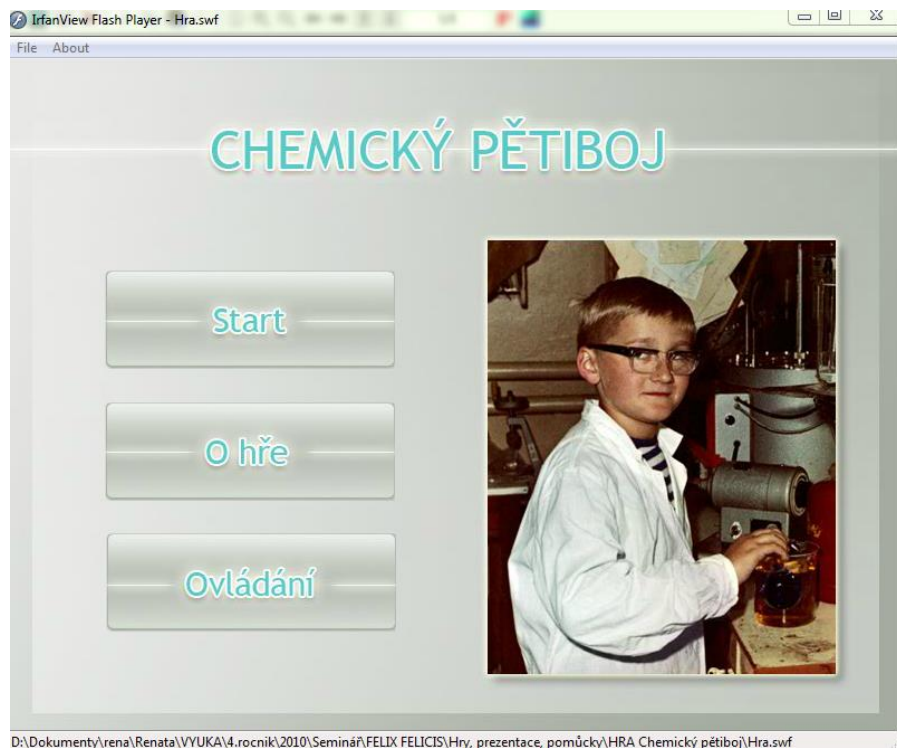 IrfanView Flash Player - Hra.swf
File About
CHEMICKÝ PĚTIBOJ
Start
O hře
Ovládání
D:\Dokumenty\rena\Renata\VYUKA\4.rocnik\2010\Seminář\FELIX FELICIS\Hry, prezentace, pomůcky\HRA Chemický pětiboj\Hra.swf